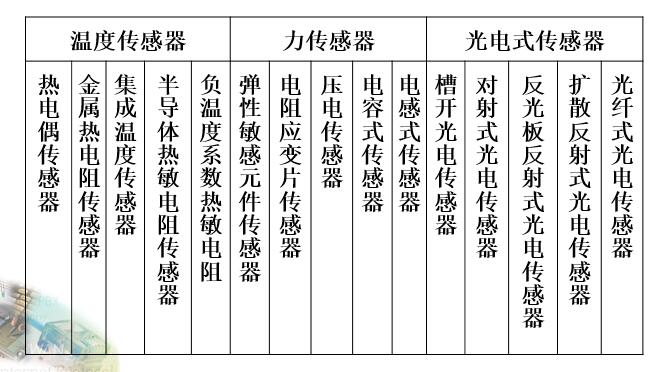 温度传感器
力传感器
光电式传感器
热电偶传感器
金属热电阻传感器
集成温度传感器
半导体热敏电阻传感器
负温度系数热敏电阻
弹性敏感元件传感器
电阻应变片传感器
压电传感器
电容式传感器
电感式传感器
槽开光电传感器
对射式光电传感器
反光板反射式光电传感器
扩散反射式光电传感器
光纤式光电传感器